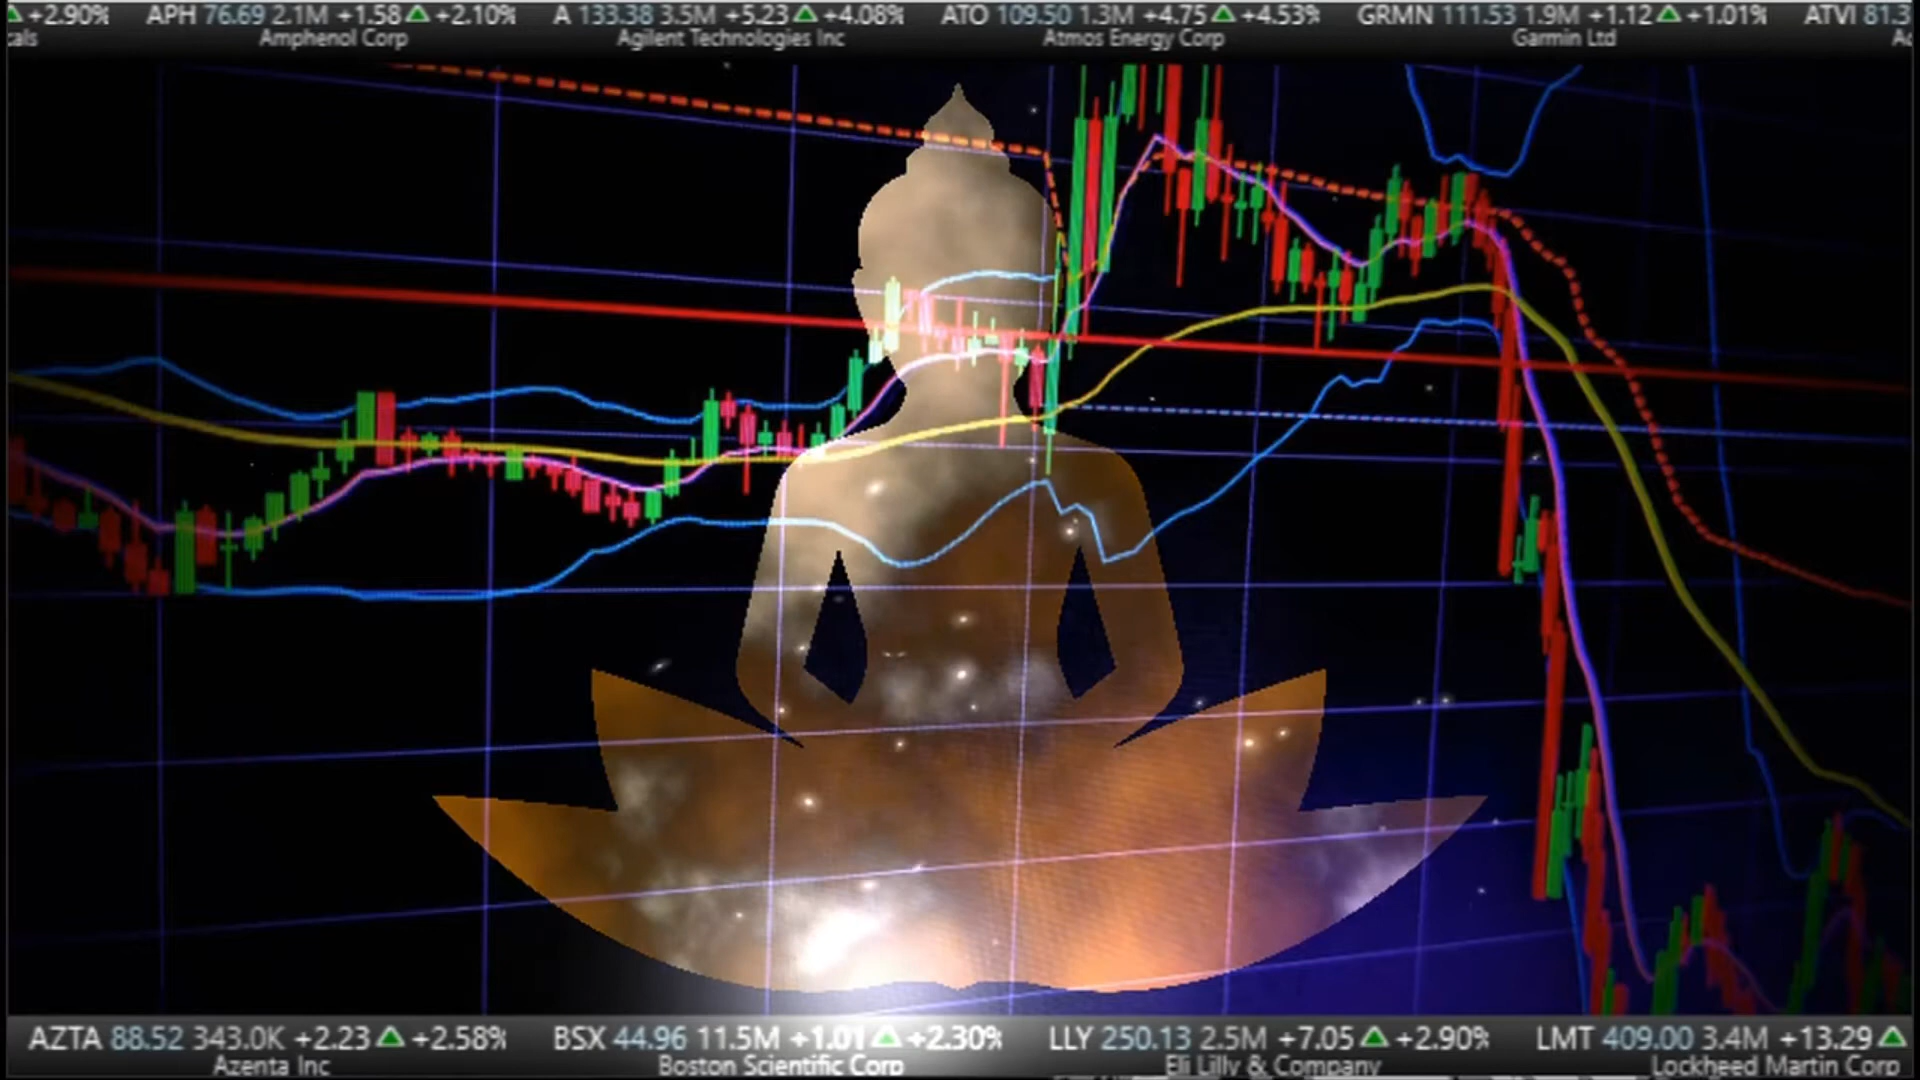 +2.90% APH 76.69 2.1M +1.58 +2.10% A 133.38 3.5M +5.23 +4.08% ATO 109.50 1.3M +4.75 +4.53% GRMN 111.53 1.9M +1.12 +1.01% ATVI 81.3
Amphenol Corp Agilent Technologies Inc Atmos Energy Corp Garmin Ltd
AZTA 88.52 343.0K +2.23 +2.58% BSX 44.96 11.5M +1.01 +2.30% LLY 250.13 2.5M +7.05 +2.90% LMT 409.00 3.4M +13.29
Azenta Inc Boston Scientific Corp Eli Lilly & Company Lockheed Martin Corp